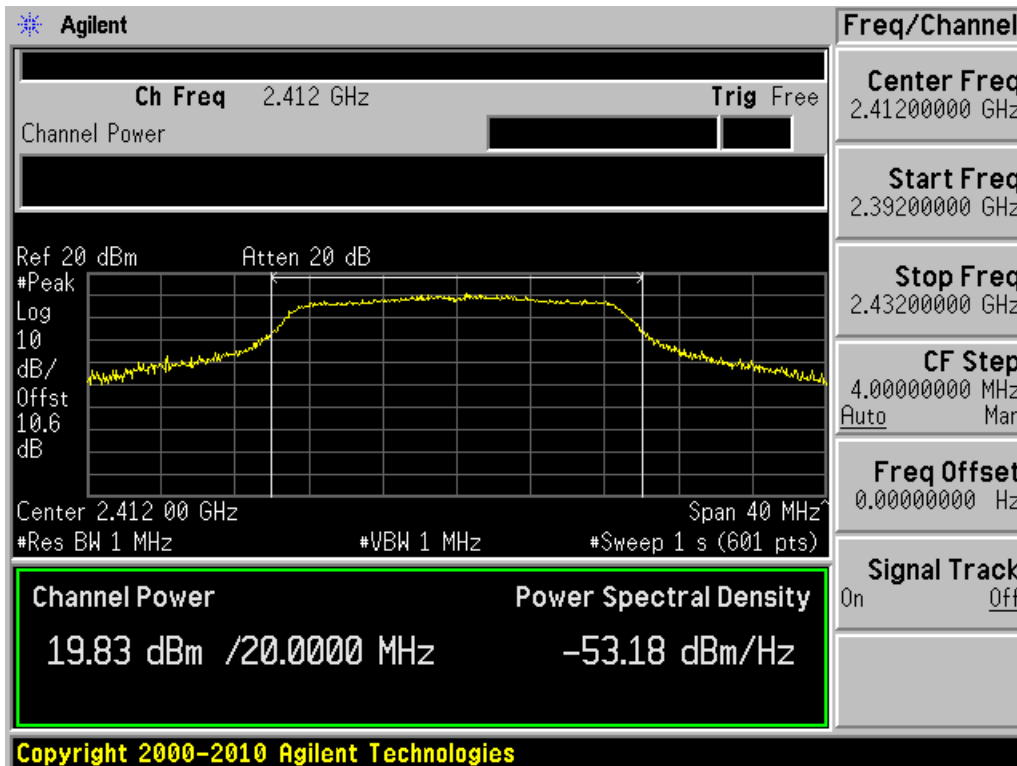 Agilent
Freq/Channel
Ch Freq 2.412 GHz Trig Free
Channel Power
Center Freq
2.41200000 GHz
Start Freq
2.39200000 GHz
Stop Freq
2.43200000 GHz
CF Step
4.00000000 MHz
Auto Man
Freq Offset
0.00000000 Hz
Signal Track
On Off
Ref 20 dBm Atten 20 dB
#Peak
Log
10
dB/
Offst
10.6
dB
Center 2.412 00 GHz Span 40 MHz^
#Res BW 1 MHz #VBW 1 MHz #Sweep 1 s (601 pts)
Channel Power Power Spectral Density
19.83 dBm /20.0000 MHz -53.18 dBm/Hz
Copyright 2000-2010 Agilent Technologies